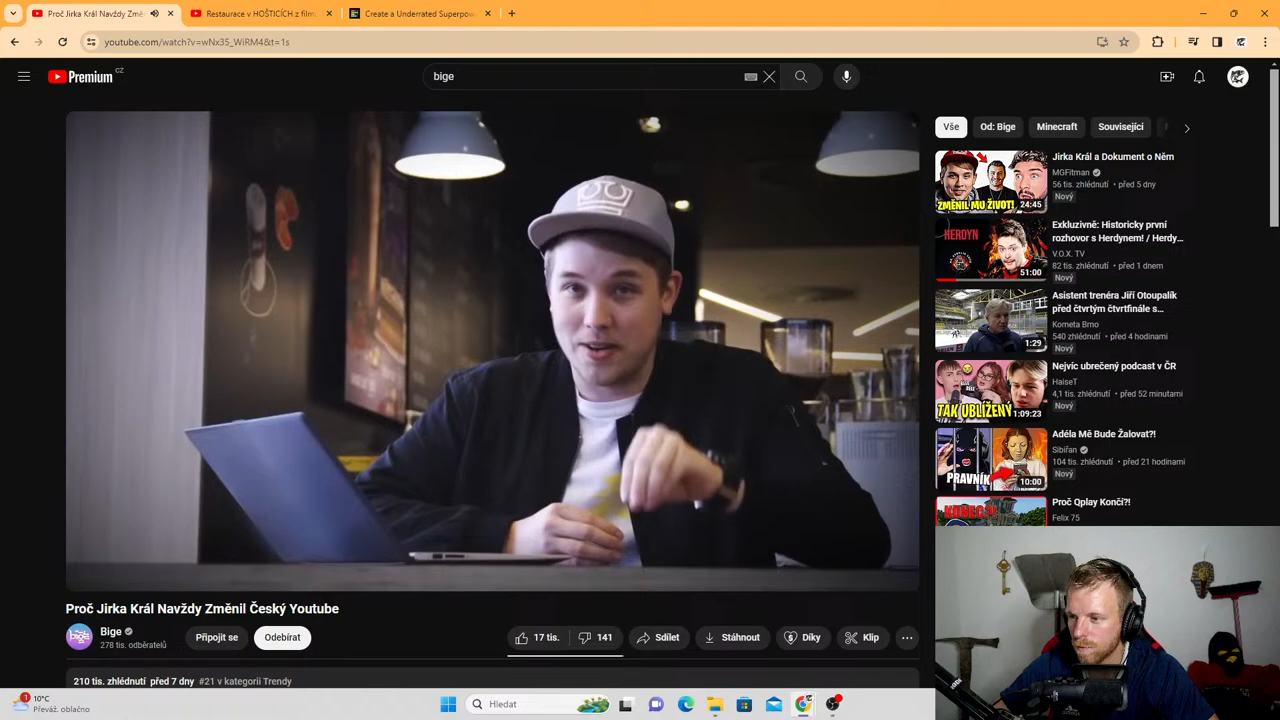 Proč Jirka Král Navždy Změn
Restaurace v HOŠTICÍCH z film
Create a Underrated Superpow
youtube.com/watch?v=wNx35_WiRM4&t=1s
Premium CZ
bige
Vše
Od: Bige
Minecraft
Související
Jirka Král a Dokument o Něm
MGFitman
56 tis. zhlédnutí • před 5 dny
Nový
ZMĚNIL MU ŽIVOT!
24:45
Exkluzivně: Historicky první
rozhovor s Herdynem! / Herdy…
V.O.X. TV
82 tis. zhlédnutí • před 1 dnem
Nový
HERDYN
51:00
Asistent trenéra Jiří Otoupalík
před čtvrtým čtvrtfinále s…
Kometa Brno
540 zhlédnutí • před 4 hodinami
Nový
1:29
Nejvíc ubrečený podcast v ČR
HaiseT
4,1 tis. zhlédnutí • před 52 minutami
Nový
TAK UBLÍŽENÝ
1:09:23
Adéla Mě Bude Žalovat?!
Sibiřan
104 tis. zhlédnutí • před 21 hodinami
Nový
PRAVNÍK
10:00
Proč Qplay Končí?!
Felix 75
KONEC?!
Proč Jirka Král Navždy Změnil Český Youtube
Bige
278 tis. odběratelů
Připojit se
Odebírat
17 tis.
141
Sdílet
Stáhnout
Díky
Klip
210 tis. zhlédnutí před 7 dny #21 v kategorii Trendy
1
10°C
Převáž. oblačno
Hledat